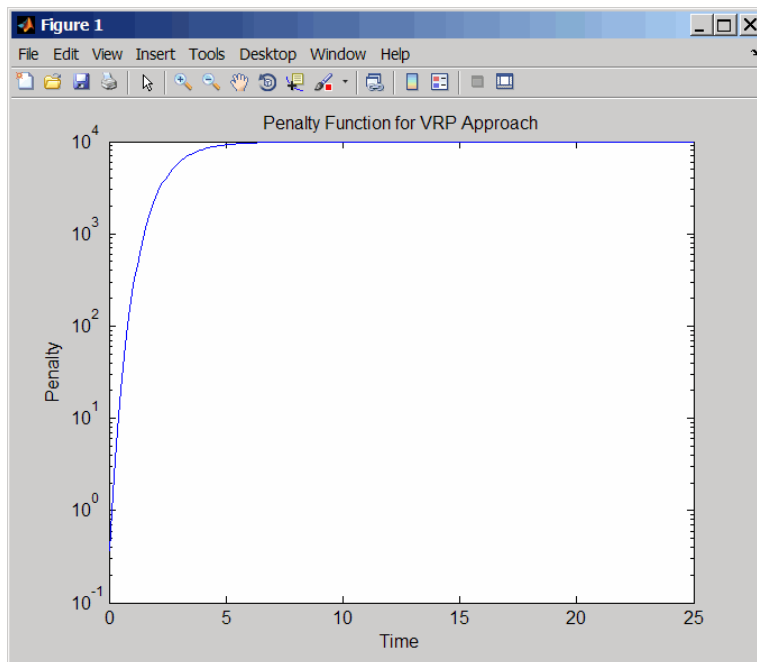 Figure 1
File Edit View Insert Tools Desktop Window Help
Penalty Function for VRP Approach
10^4
10^3
10^2
10^1
10^0
10^-1
Penalty
0 5 10 15 20 25
Time